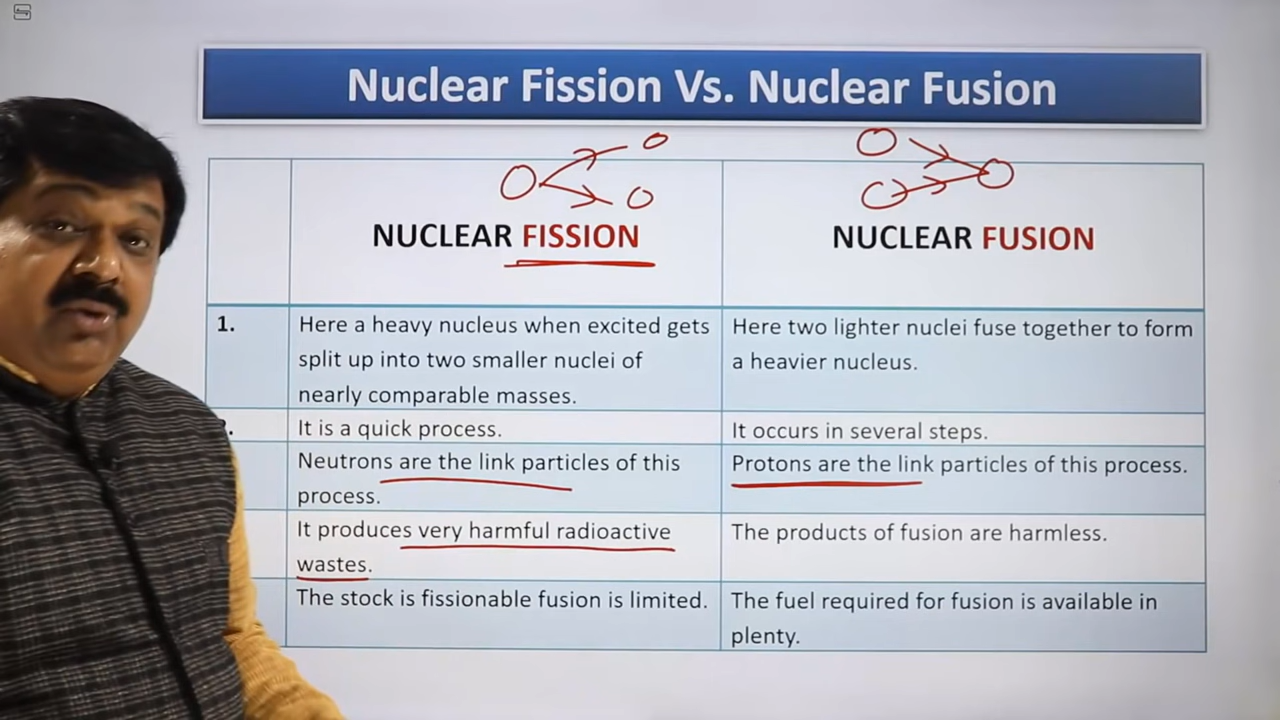 Nuclear Fission Vs. Nuclear Fusion
NUCLEAR FISSION
NUCLEAR FUSION
1.
Here a heavy nucleus when excited gets
split up into two smaller nuclei of
nearly comparable masses.
Here two lighter nuclei fuse together to form
a heavier nucleus.
It is a quick process.
It occurs in several steps.
Neutrons are the link particles of this
process.
Protons are the link particles of this process.
It produces very harmful radioactive
wastes.
The products of fusion are harmless.
The stock is fissionable fusion is limited.
The fuel required for fusion is available in
plenty.